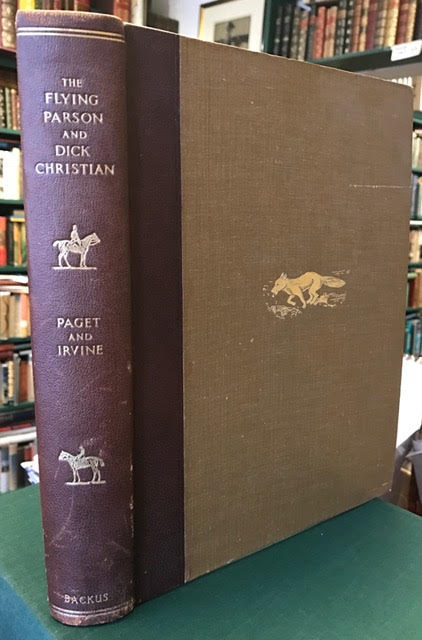 THE
FLYING
PARSON
AND
DICK
CHRISTIAN
PAGET
AND
IRVINE
BACKUS